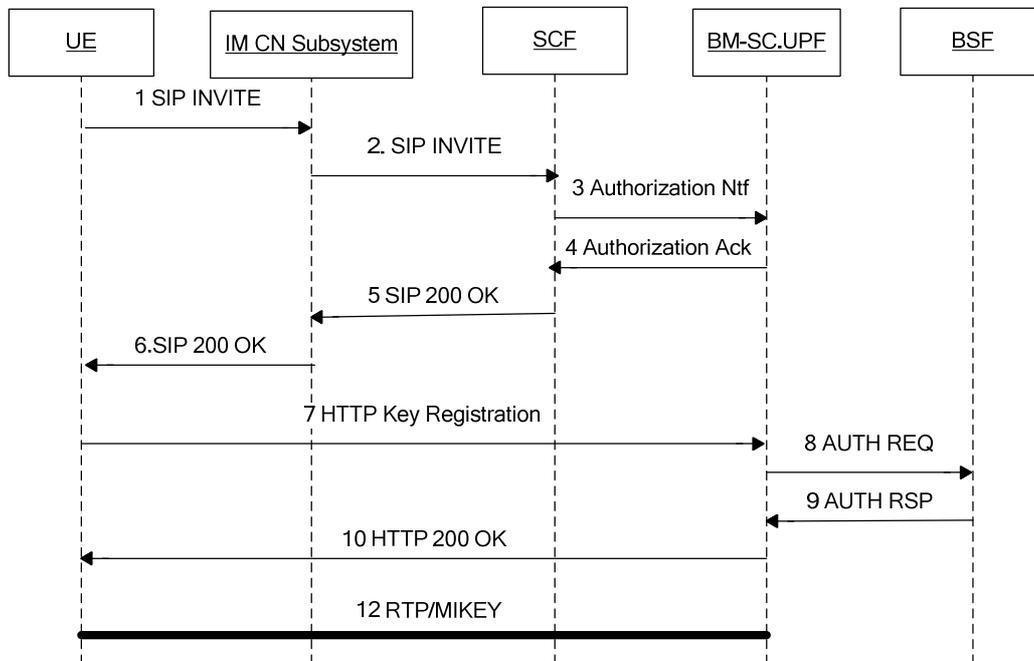 UE
IM CN Subsystem
SCF
BM-SC.UPF
BSF
1 SIP INVITE
2. SIP INVITE
3 Authorization Ntf
4 Authorization Ack
5 SIP 200 OK
6.SIP 200 OK
7 HTTP Key Registration
8 AUTH REQ
9 AUTH RSP
10 HTTP 200 OK
12 RTP/MIKEY